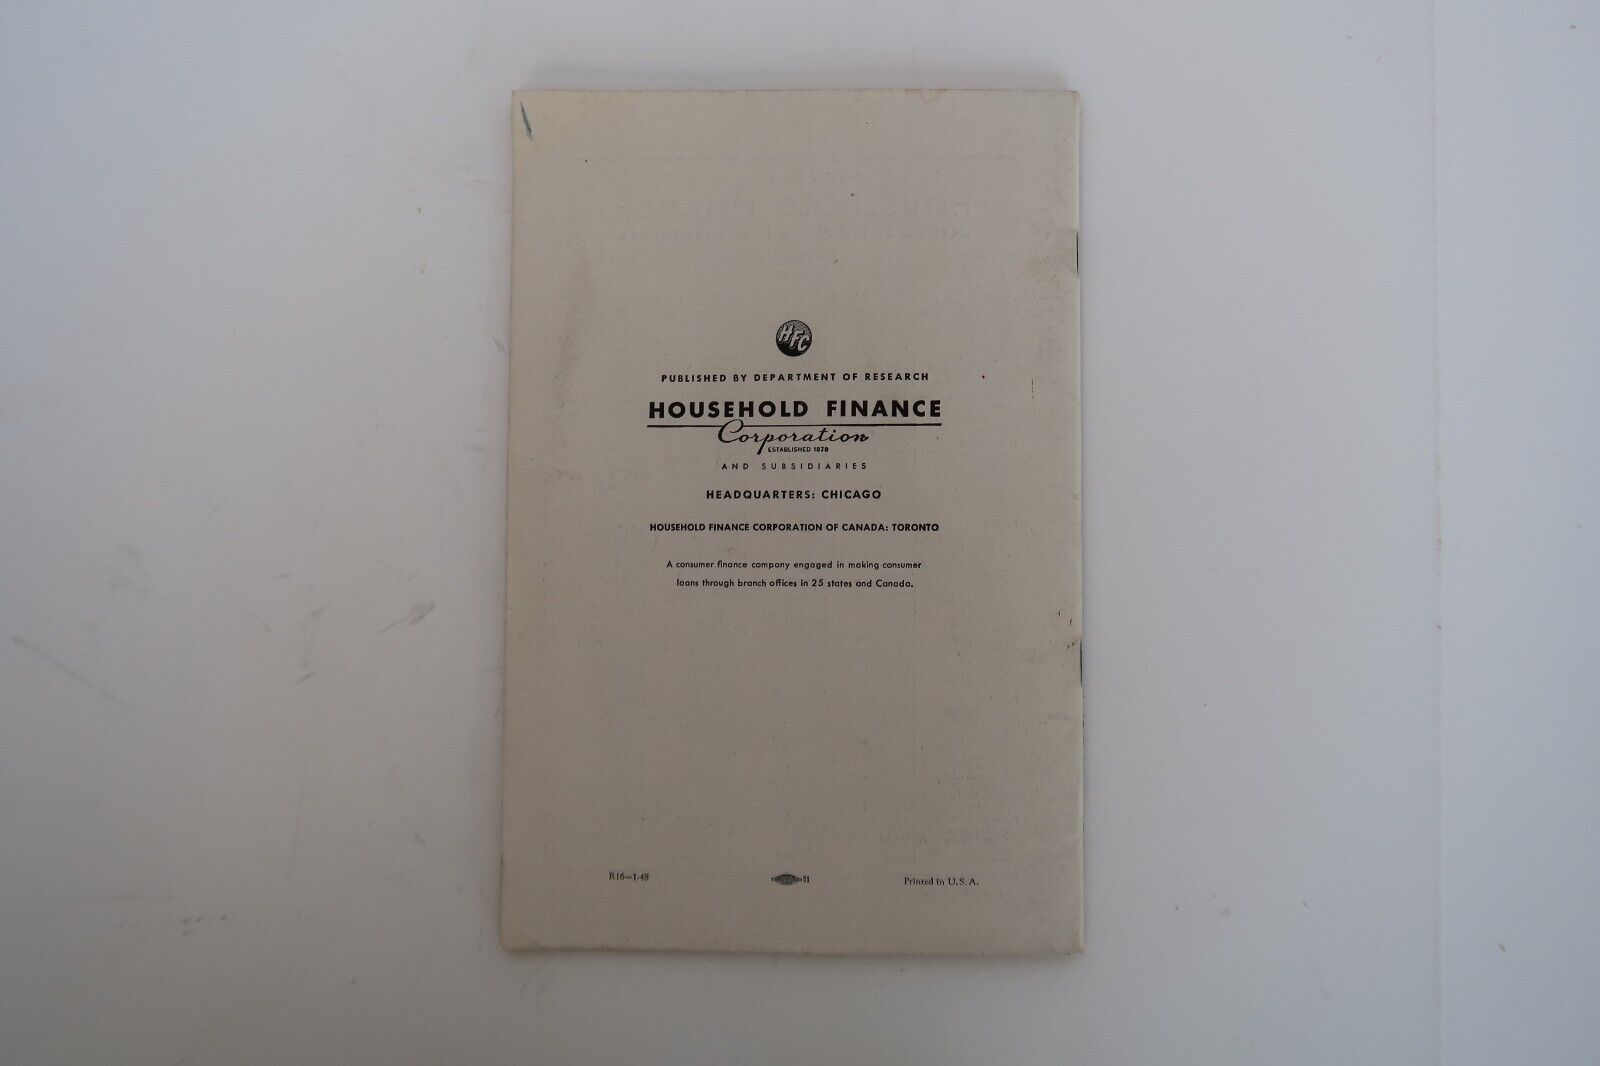 HFC
PUBLISHED BY DEPARTMENT OF RESEARCH
HOUSEHOLD FINANCE
Corporation
ESTABLISHED 1878
AND SUBSIDIARIES
HEADQUARTERS: CHICAGO
HOUSEHOLD FINANCE CORPORATION OF CANADA: TORONTO
A consumer finance company engaged in making consumer
loans through branch offices in 25 states and Canada.
R16—1-48 21 Printed in U. S. A.